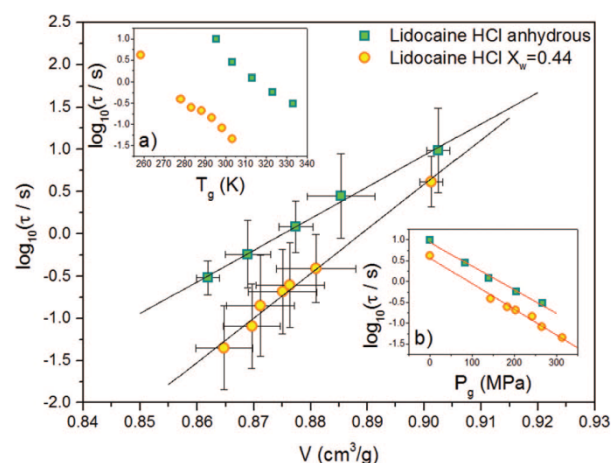 Lidocaine HCl anhydrous
Lidocaine HCl X_w=0.44
log₁₀(τ / s)
2.5
2.0
1.5
1.0
0.5
0.0
-0.5
-1.0
-1.5
-2.0
0.84 0.85 0.86 0.87 0.88 0.89 0.90 0.91 0.92 0.93
V (cm³/g)
a)
log₁₀(τ / s)
1.0
0.5
0.0
-0.5
-1.0
-1.5
260 270 280 290 300 310 320 330 340
T_g (K)
b)
log₁₀(τ / s)
1.0
0.5
0.0
-0.5
-1.0
-1.5
0 100 200 300
P_g (MPa)